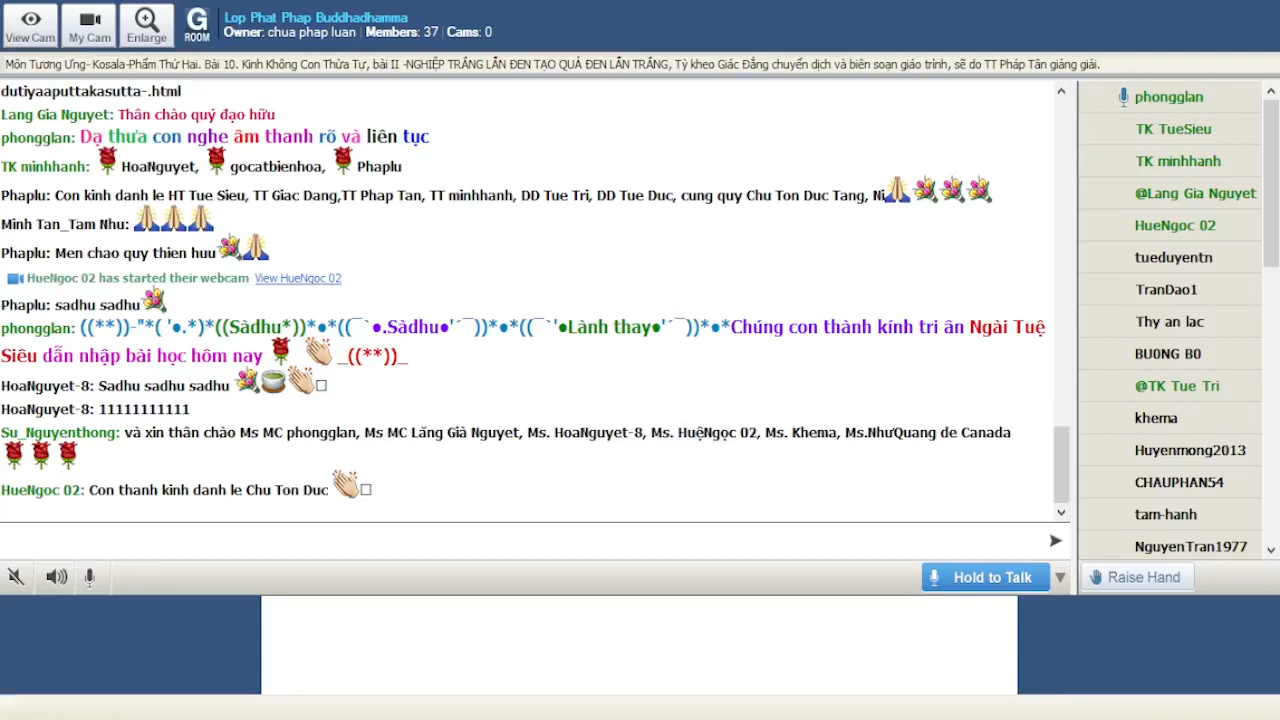 View Cam
My Cam
Enlarge
G
ROOM
Lop Phat Phap Buddhadhamma
Owner: chua phap luan | Members: 37 | Cams: 0
Môn Tương Ưng- Kosala-Phẩm Thứ Hai. Bài 10. Kinh Không Con Thừa Tự, bài II -NGHIỆP TRẮNG LẪN ĐEN TẠO QUẢ ĐEN LẪN TRẮNG, Tỳ kheo Giác Đẳng chuyển dịch và biên soạn giáo trình, sẽ do TT Pháp Tân giảng giải.
dutiyaaputtakasutta-.html
Lang Gia Nguyet: Thân chào quý đạo hữu
phongglan: Dạ thưa con nghe âm thanh rõ và liên tục
TK minhhanh: 🌹HoaNguyet, 🌹gocatbienhoa, 🌹Phaplu
Phaplu: Con kinh danh le HT Tue Sieu, TT Giac Dang,TT Phap Tan, TT minhhanh, DD Tue Tri, DD Tue Duc, cung quy Chu Ton Duc Tang, Ni🙏💐💐💐
Minh Tan_Tam Nhu: 🙏🙏🙏
Phaplu: Men chao quy thien huu💐🙏
HueNgoc 02 has started their webcam View HueNgoc 02
Phaplu: sadhu sadhu💐
phongglan: ((**))-"*( '●.*)*((Sàdhu*))*●*((¯`●.Sàdhu●'´¯))*●*((¯`'●Lành thay●'´¯))*●*Chúng con thành kính tri ân Ngài Tuệ
Siêu dẫn nhập bài học hôm nay 🌹 👏 _((**))_
HoaNguyet-8: Sadhu sadhu sadhu 💐🍵👏□
HoaNguyet-8: 11111111111
Su_Nguyenthong: và xin thân chào Ms MC phongglan, Ms MC Lăng Già Nguyet, Ms. HoaNguyet-8, Ms. HuệNgọc 02, Ms. Khema, Ms.NhưQuang de Canada
🌹🌹🌹
HueNgoc 02: Con thanh kinh danh le Chu Ton Duc 👏□
Hold to Talk
phongglan
TK TueSieu
TK minhhanh
@Lang Gia Nguyet
HueNgoc 02
tueduyentn
TranDao1
Thy an lac
BU0NG B0
@TK Tue Tri
khema
Huyenmong2013
CHAUPHAN54
tam-hanh
NguyenTran1977
Raise Hand